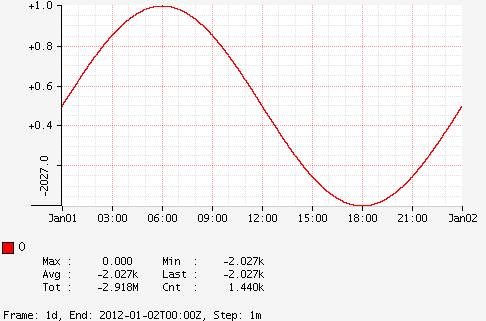 +1.0
+0.8
+0.6
+0.4
-2027.0
Jan01 03:00 06:00 09:00 12:00 15:00 18:00 21:00 Jan02
0
Max : 0.000 Min : -2.027k
Avg : -2.027k Last : -2.027k
Tot : -2.918M Cnt : 1.440k
Frame: 1d, End: 2012-01-02T00:00Z, Step: 1m